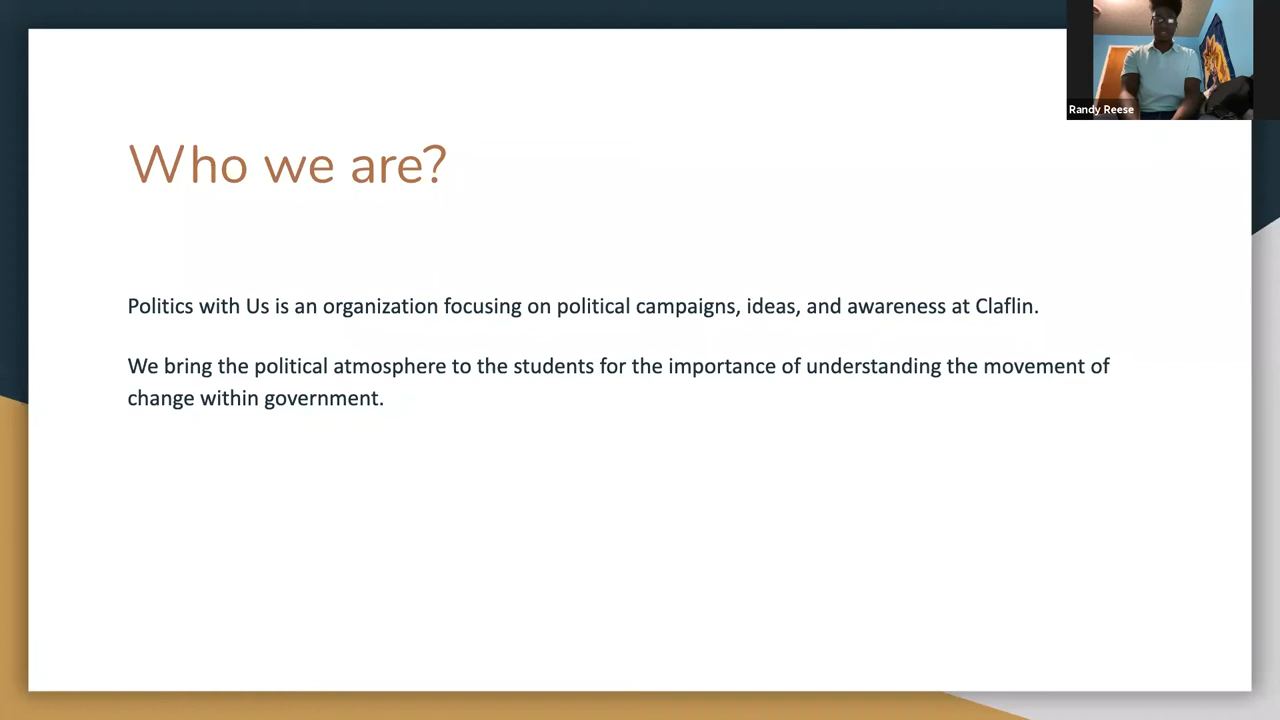 Randy Reese
Who we are?
Politics with Us is an organization focusing on political campaigns, ideas, and awareness at Claflin.
We bring the political atmosphere to the students for the importance of understanding the movement of
change within government.